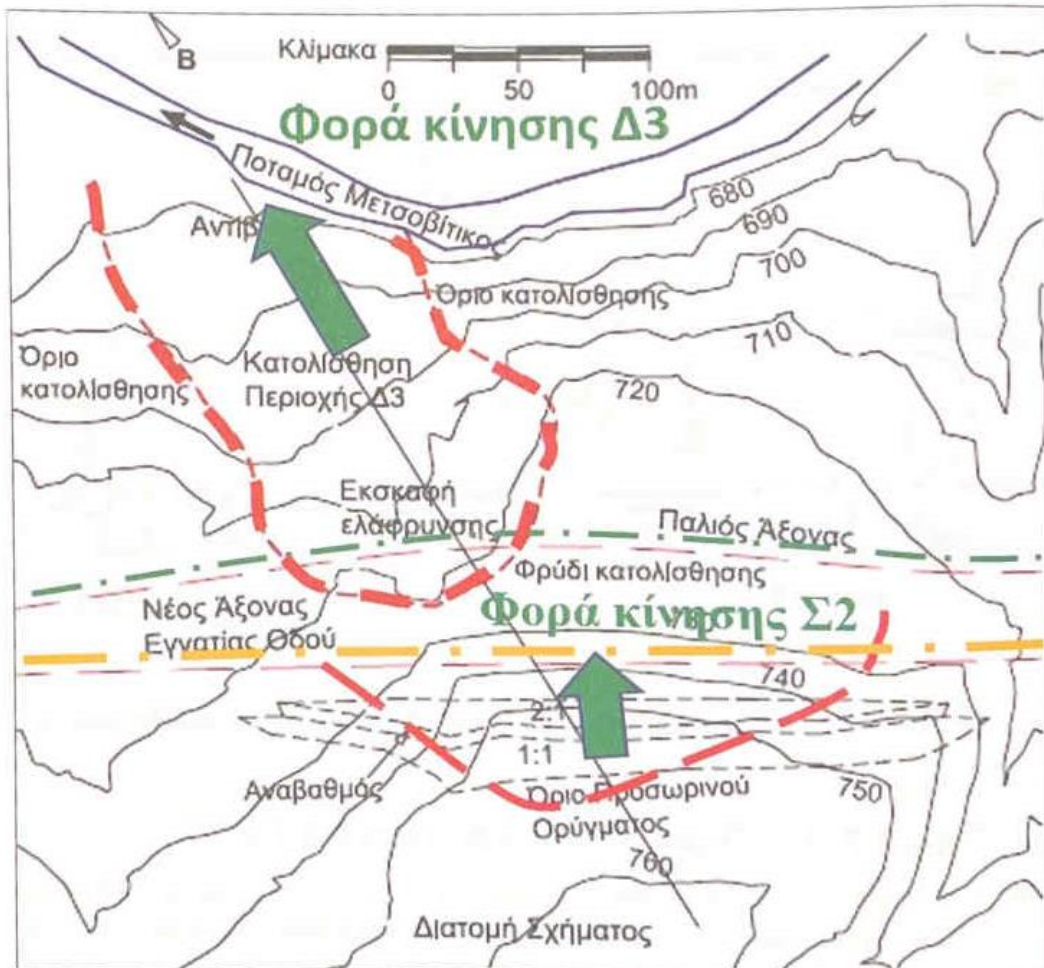 B
Κλίμακα
0 50 100m
Φορά κίνησης Δ3
Ποταμός Μετσοβίτικος
680
690
700
710
720
Όριο κατολίσθησης
Όριο
κατολίσθησης
Κατολίσθηση
Περιοχής Δ3
Εκσκαφή
ελάφρυνσης
Παλιός Άξονας
Φρύδι κατολίσθησης
Νέος Άξονας
Εγνατίας Οδού
Φορά κίνησης Σ2
740
2:1
1:1
Αναβαθμός
Όριο Προσωρινού
Ορύγματος
750
760
Διατομή Σχήματος